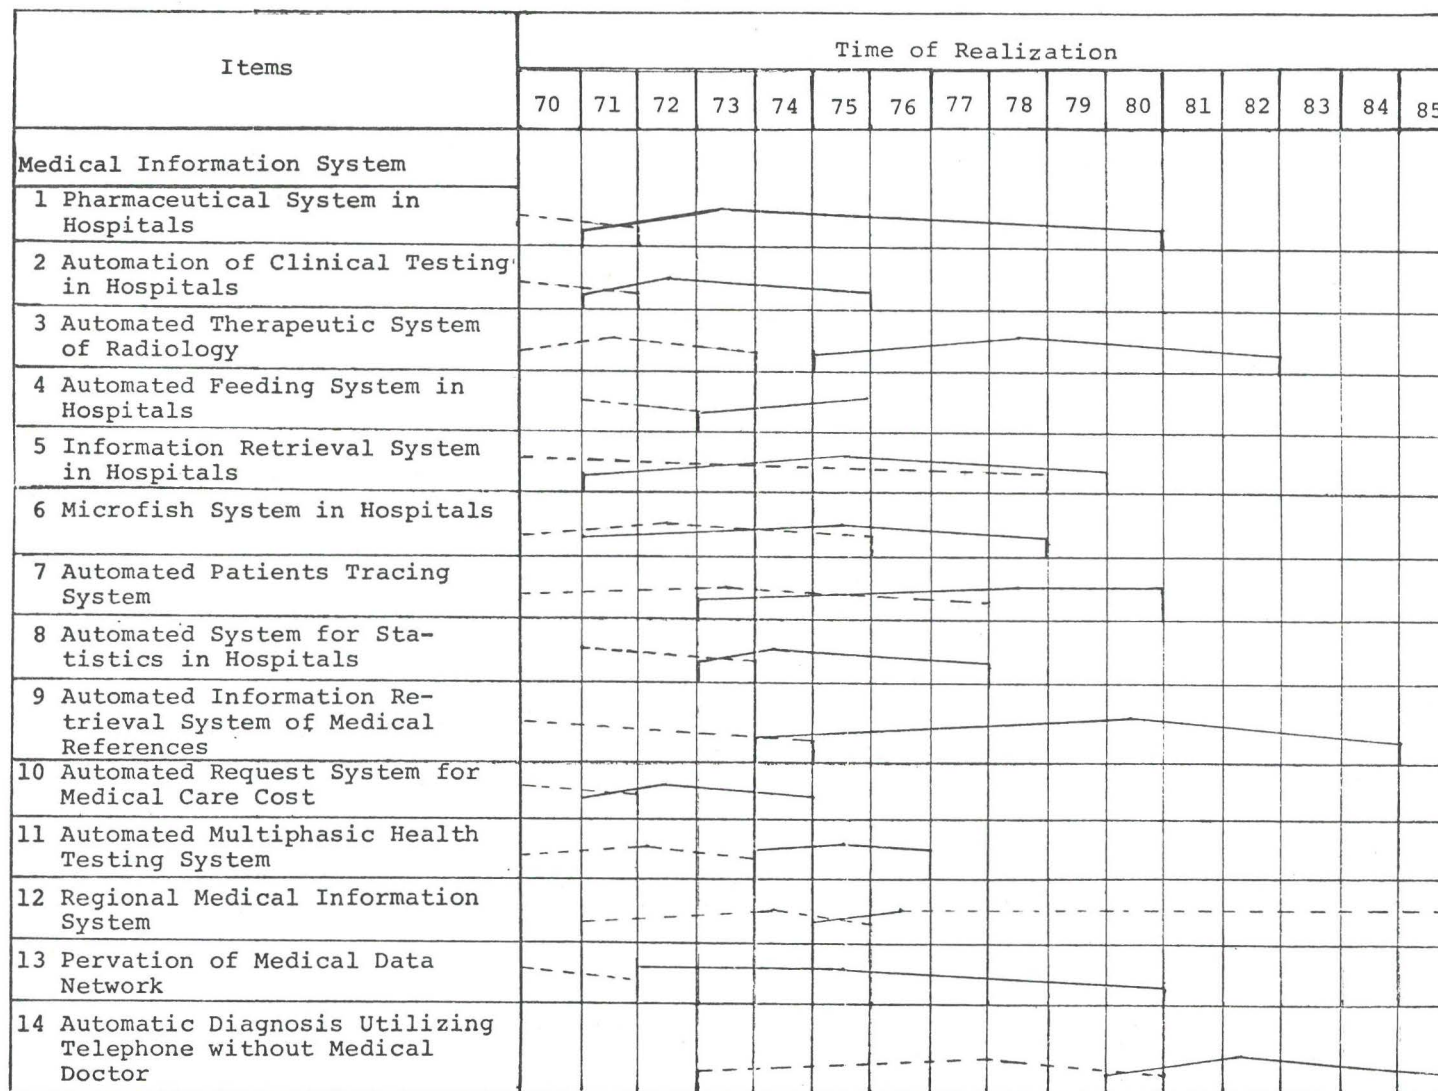 Items
Time of Realization
70 71 72 73 74 75 76 77 78 79 80 81 82 83 84 85
Medical Information System
1 Pharmaceutical System in
Hospitals
2 Automation of Clinical Testing
in Hospitals
3 Automated Therapeutic System
of Radiology
4 Automated Feeding System in
Hospitals
5 Information Retrieval System
in Hospitals
6 Microfish System in Hospitals
7 Automated Patients Tracing
System
8 Automated System for Sta-
tistics in Hospitals
9 Automated Information Re-
trieval System of Medical
References
10 Automated Request System for
Medical Care Cost
11 Automated Multiphasic Health
Testing System
12 Regional Medical Information
System
13 Pervation of Medical Data
Network
14 Automatic Diagnosis Utilizing
Telephone without Medical
Doctor